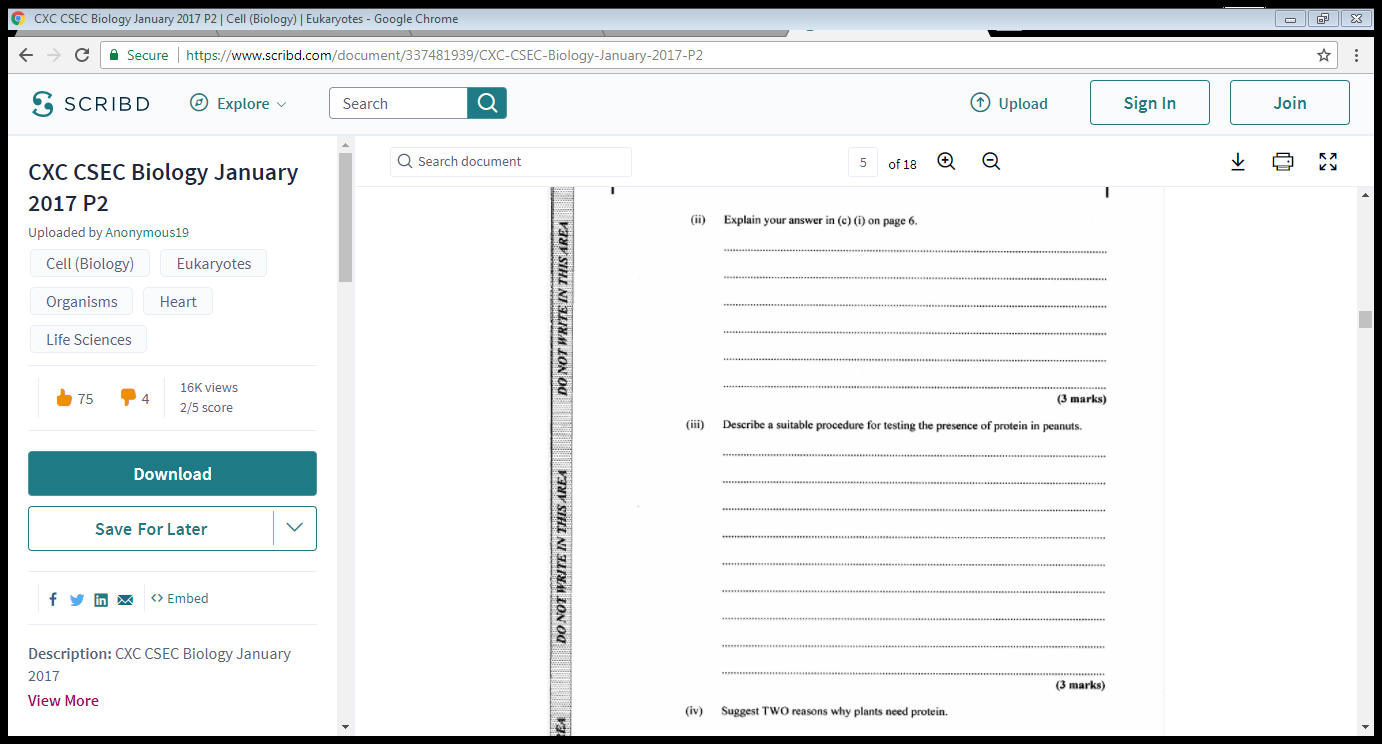 CXC CSEC Biology January 2017 P2 | Cell (Biology) | Eukaryotes - Google Chrome
Secure
https://www.scribd.com/document/337481939/CXC-CSEC-Biology-January-2017-P2
SCRIBD
Explore
Search
Upload
Sign In
Join
CXC CSEC Biology January
2017 P2
Uploaded by Anonymous19
Cell (Biology)
Eukaryotes
Organisms
Heart
Life Sciences
75
4
16K views
2/5 score
Download
Save For Later
Embed
Description: CXC CSEC Biology January
2017
View More
Search document
5 of 18
DO NOT WRITE IN THIS AREA
DO NOT WRITE IN THIS AREA
REA
(ii) Explain your answer in (c) (i) on page 6.
(3 marks)
(iii) Describe a suitable procedure for testing the presence of protein in peanuts.
(3 marks)
(iv) Suggest TWO reasons why plants need protein.